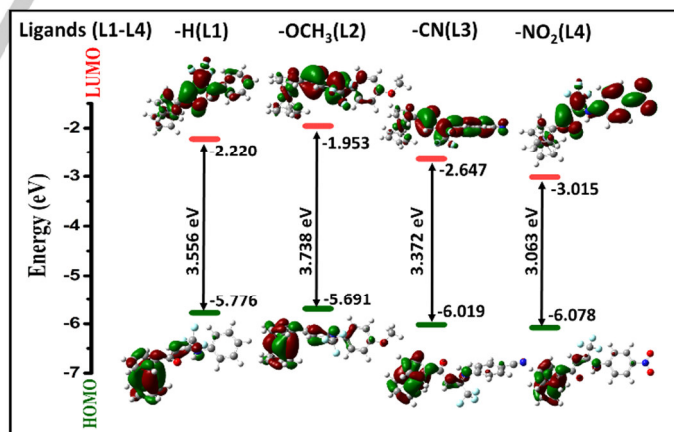 Ligands (L1-L4) -H(L1) -OCH₃(L2) -CN(L3) -NO₂(L4)
LUMO
Energy (eV)
HOMO
-2
-3
-4
-5
-6
-7
-2.220
3.556 eV
-5.776
-1.953
3.738 eV
-5.691
-2.647
3.372 eV
-6.019
-3.015
3.063 eV
-6.078